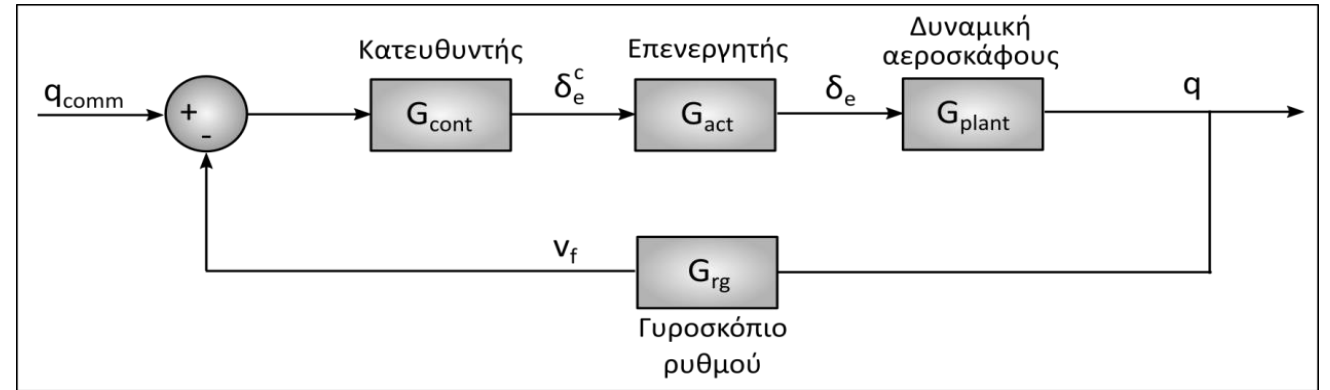 Δυναμική
αεροσκάφους
Κατευθυντής
Επενεργητής
q_comm
+
-
G_cont
δ_e^c
G_act
δ_e
G_plant
q
v_f
G_rg
Γυροσκόπιο
ρυθμού